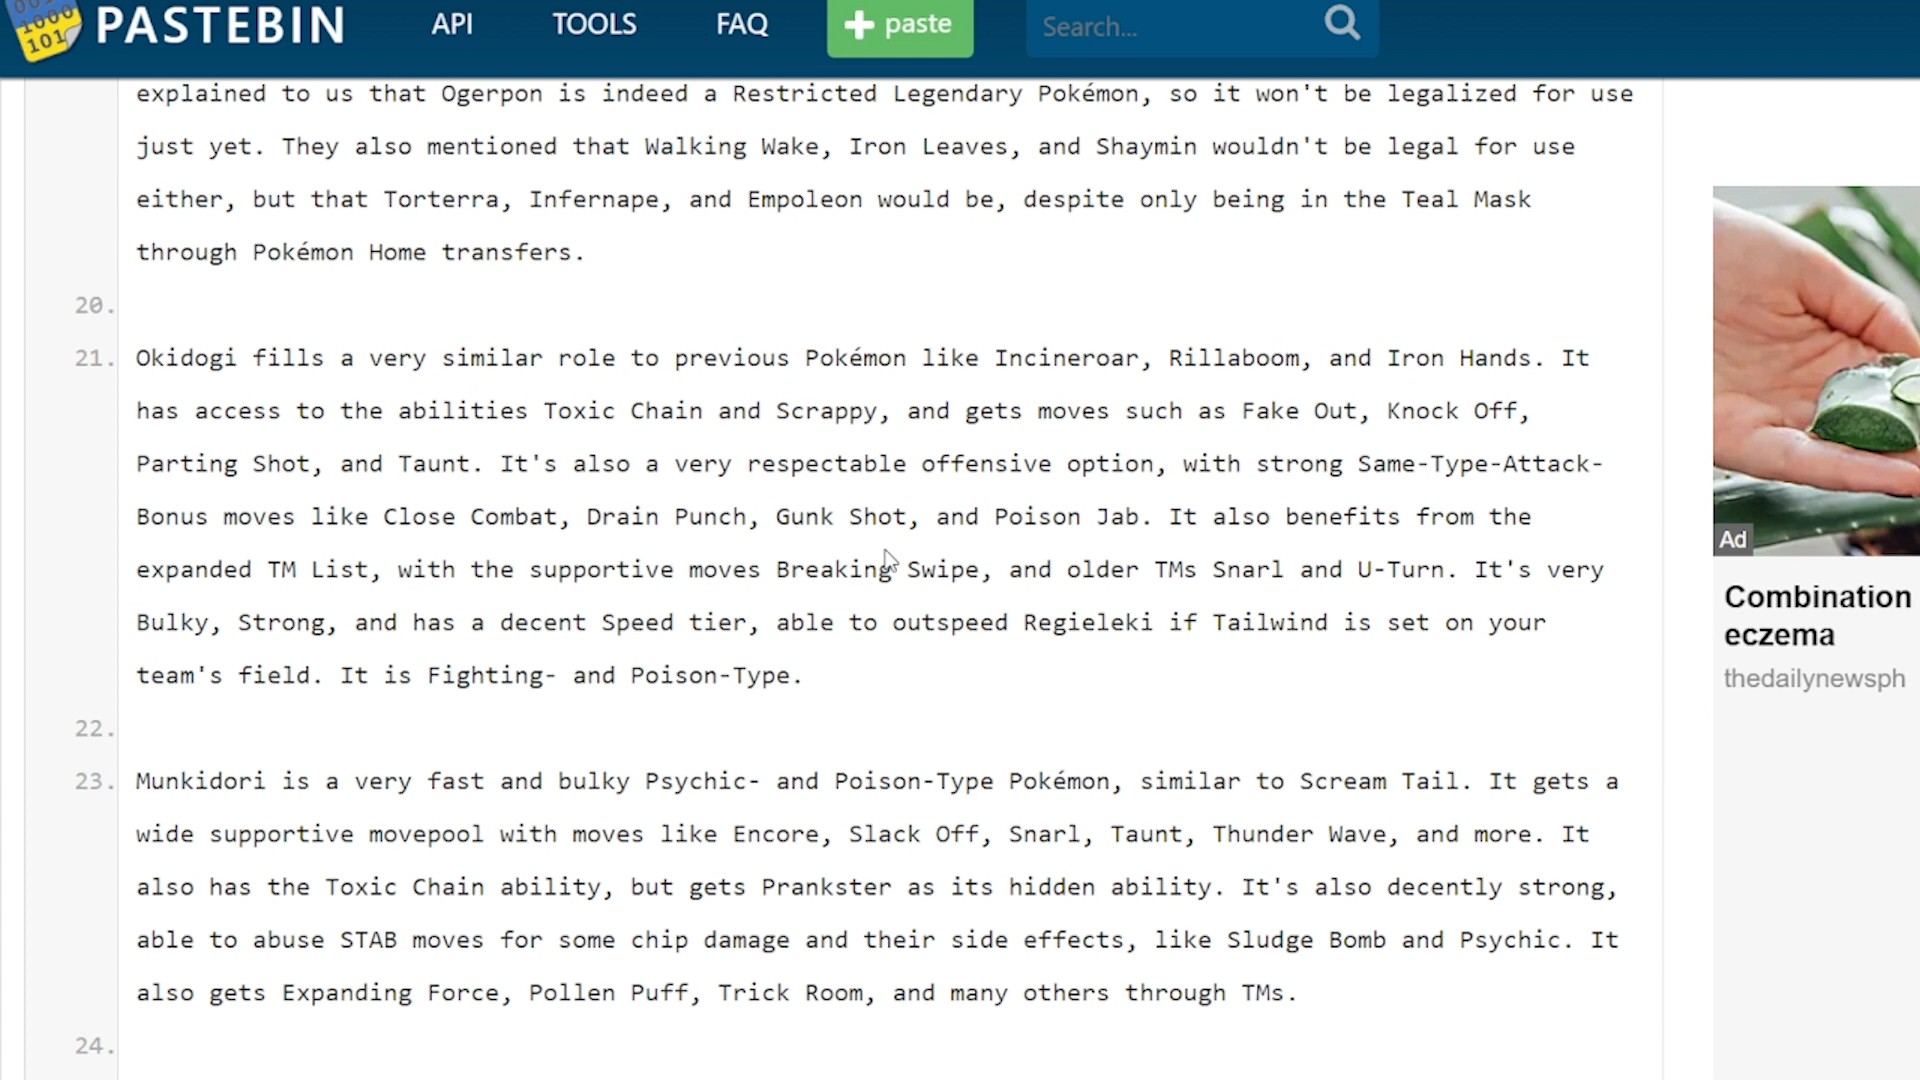 PASTEBIN API TOOLS FAQ + paste Search...
explained to us that Ogerpon is indeed a Restricted Legendary Pokémon, so it won't be legalized for use
just yet. They also mentioned that Walking Wake, Iron Leaves, and Shaymin wouldn't be legal for use
either, but that Torterra, Infernape, and Empoleon would be, despite only being in the Teal Mask
through Pokémon Home transfers.
20.
21. Okidogi fills a very similar role to previous Pokémon like Incineroar, Rillaboom, and Iron Hands. It
has access to the abilities Toxic Chain and Scrappy, and gets moves such as Fake Out, Knock Off,
Parting Shot, and Taunt. It's also a very respectable offensive option, with strong Same-Type-Attack-
Bonus moves like Close Combat, Drain Punch, Gunk Shot, and Poison Jab. It also benefits from the
expanded TM List, with the supportive moves Breaking Swipe, and older TMs Snarl and U-Turn. It's very
Bulky, Strong, and has a decent Speed tier, able to outspeed Regieleki if Tailwind is set on your
team's field. It is Fighting- and Poison-Type.
22.
23. Munkidori is a very fast and bulky Psychic- and Poison-Type Pokémon, similar to Scream Tail. It gets a
wide supportive movepool with moves like Encore, Slack Off, Snarl, Taunt, Thunder Wave, and more. It
also has the Toxic Chain ability, but gets Prankster as its hidden ability. It's also decently strong,
able to abuse STAB moves for some chip damage and their side effects, like Sludge Bomb and Psychic. It
also gets Expanding Force, Pollen Puff, Trick Room, and many others through TMs.
24.
Ad
Combination
eczema
thedailynewsph